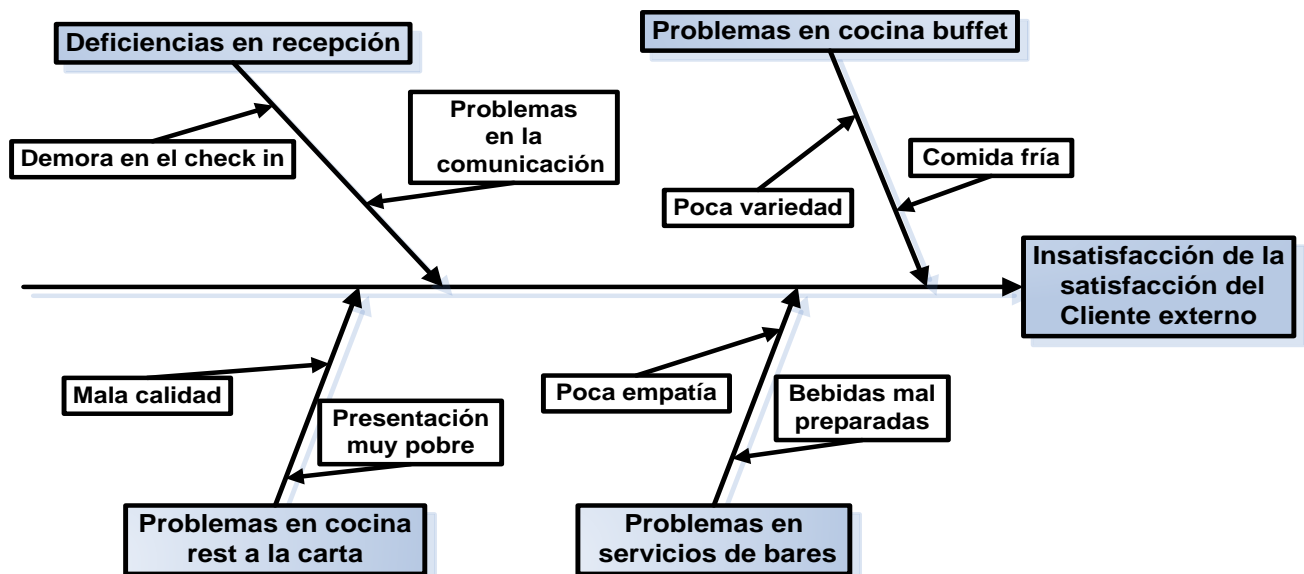 Deficiencias en recepción
Problemas en cocina buffet
Problemas
en la
comunicación
Demora en el check in
Comida fría
Poca variedad
Insatisfacción de la
satisfacción del
Cliente externo
Mala calidad
Poca empatía
Bebidas mal
preparadas
Presentación
muy pobre
Problemas en cocina
rest a la carta
Problemas en
servicios de bares